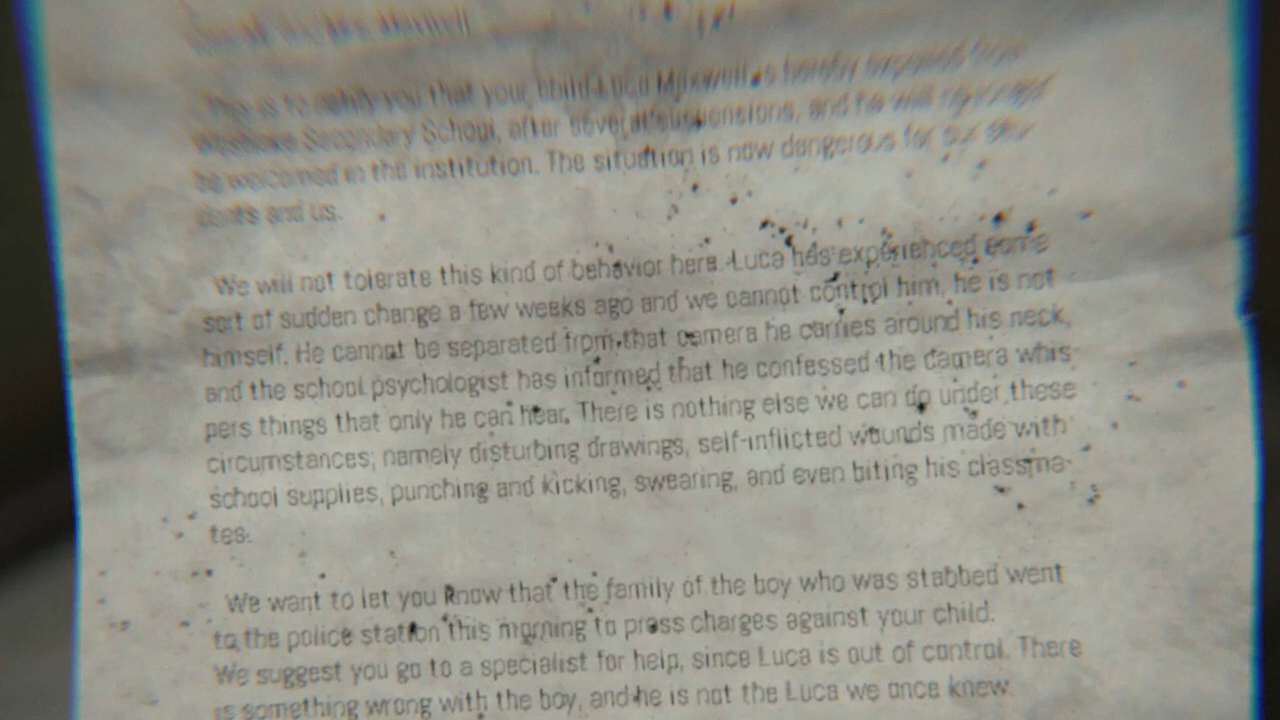 This is to notify you that your child Luca Maxwell is hereby expelled from
Westlake Secondary School, after several suspensions, and he will no longer
be welcomed in the institution. The situation is now dangerous for our stu-
dents and us.
We will not tolerate this kind of behavior here. Luca has experienced some
sort of sudden change a few weeks ago and we cannot control him, he is not
himself. He cannot be separated from that camera he carries around his neck,
and the school psychologist has informed that he confessed the camera whis-
pers things that only he can hear. There is nothing else we can do under these
circumstances; namely disturbing drawings, self-inflicted wounds made with
school supplies, punching and kicking, swearing, and even biting his classma-
tes.
We want to let you know that the family of the boy who was stabbed went
to the police station this morning to press charges against your child.
We suggest you go to a specialist for help, since Luca is out of control. There
is something wrong with the boy, and he is not the Luca we once knew.